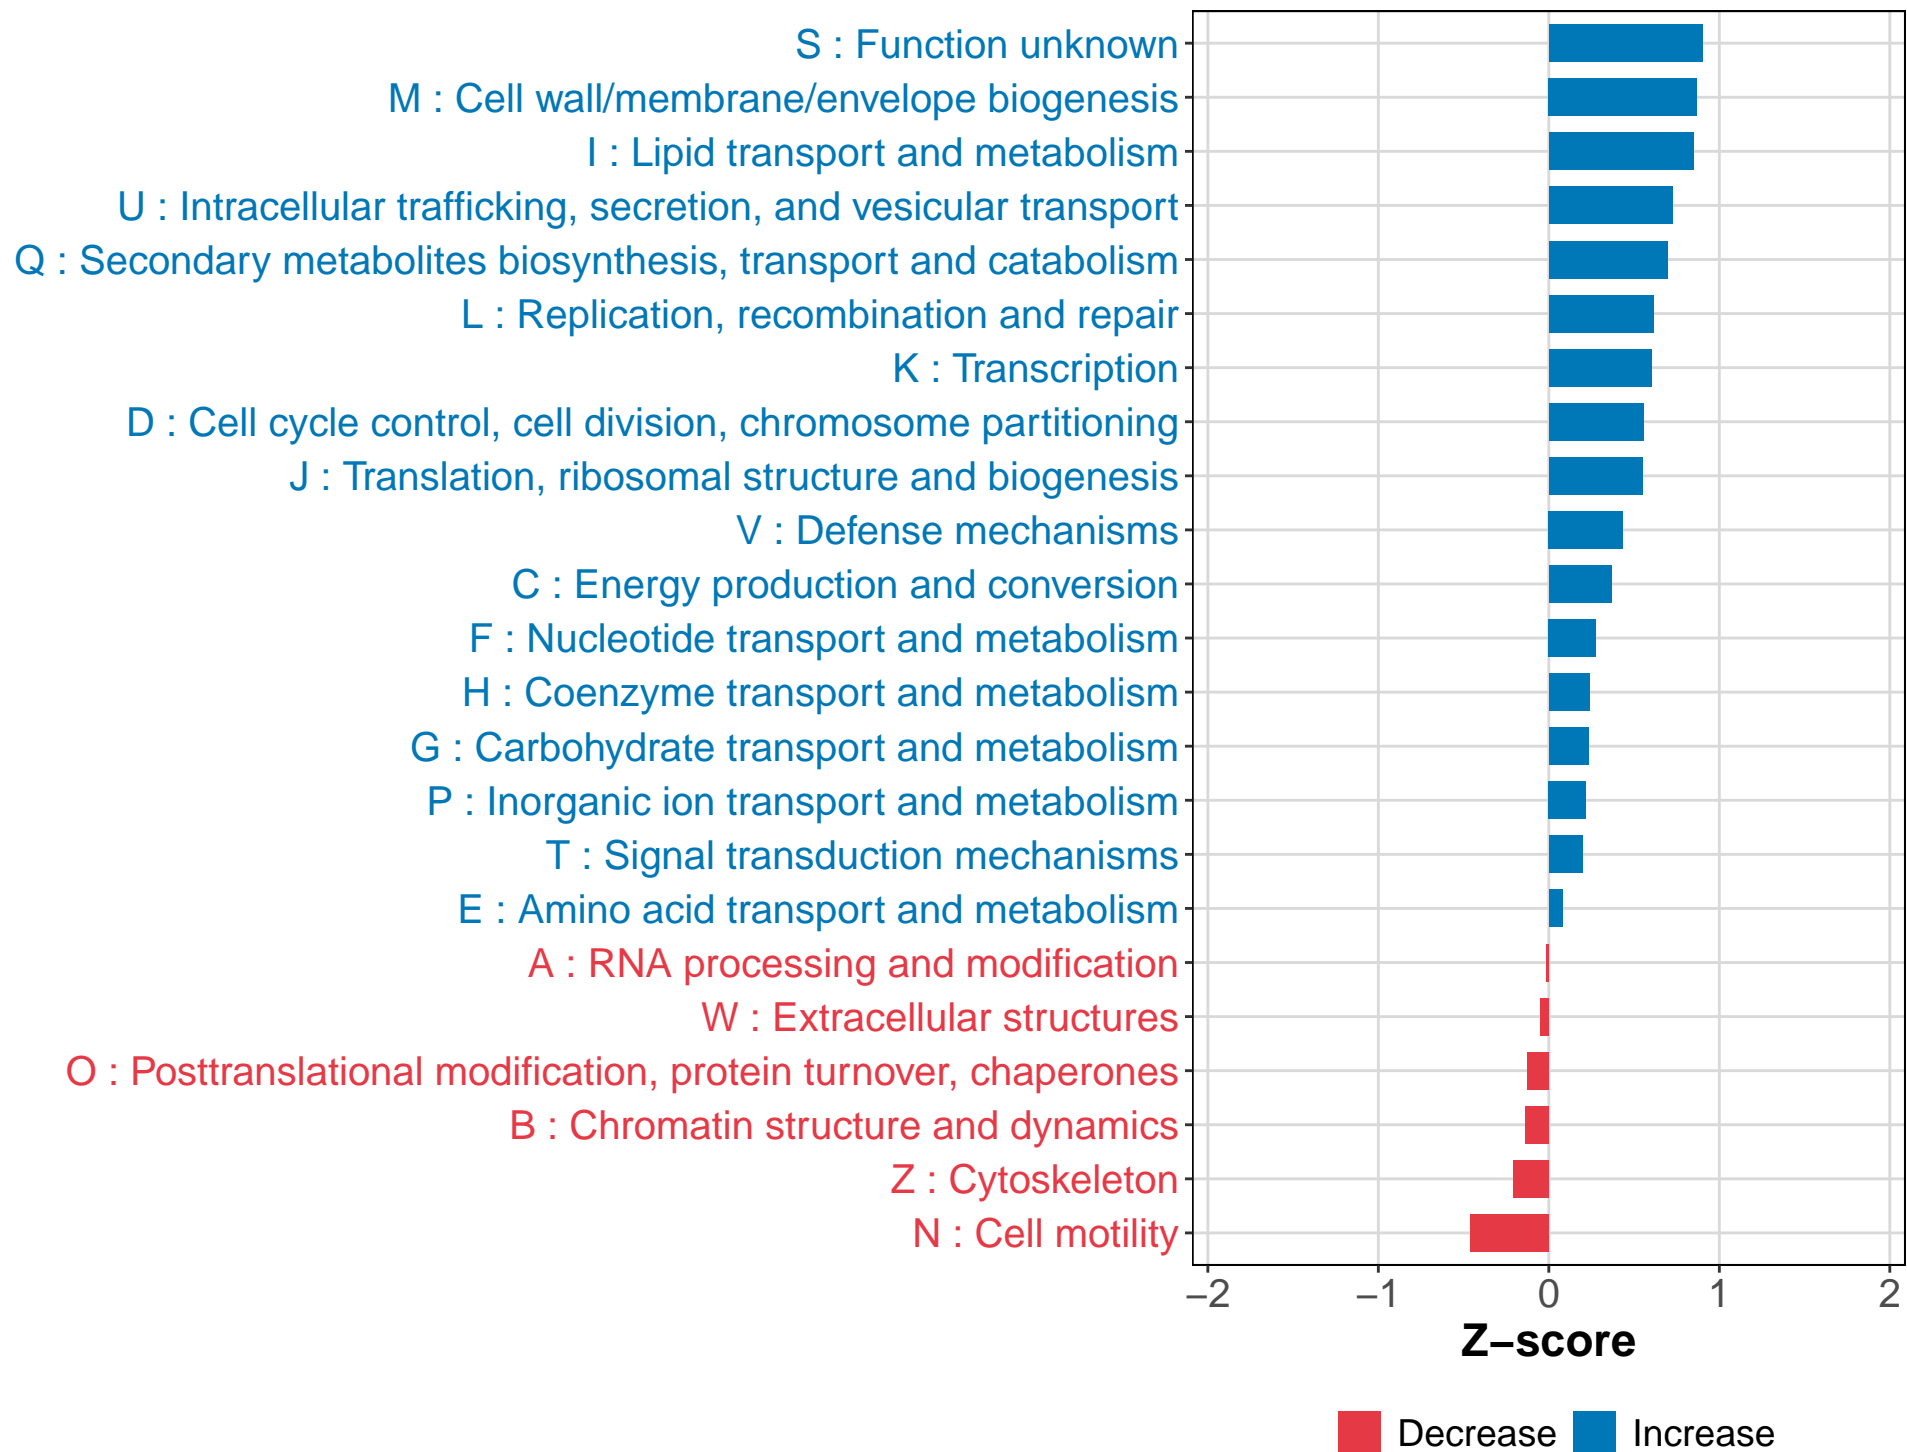 S : Function unknown
M : Cell wall/membrane/envelope biogenesis
I : Lipid transport and metabolism
U : Intracellular trafficking, secretion, and vesicular transport
Q : Secondary metabolites biosynthesis, transport and catabolism
L : Replication, recombination and repair
K : Transcription
D : Cell cycle control, cell division, chromosome partitioning
J : Translation, ribosomal structure and biogenesis
V : Defense mechanisms
C : Energy production and conversion
F : Nucleotide transport and metabolism
H : Coenzyme transport and metabolism
G : Carbohydrate transport and metabolism
P : Inorganic ion transport and metabolism
T : Signal transduction mechanisms
E : Amino acid transport and metabolism
A : RNA processing and modification
W : Extracellular structures
O : Posttranslational modification, protein turnover, chaperones
B : Chromatin structure and dynamics
Z : Cytoskeleton
N : Cell motility
−2 −1 0 1 2
Z−score
Decrease Increase